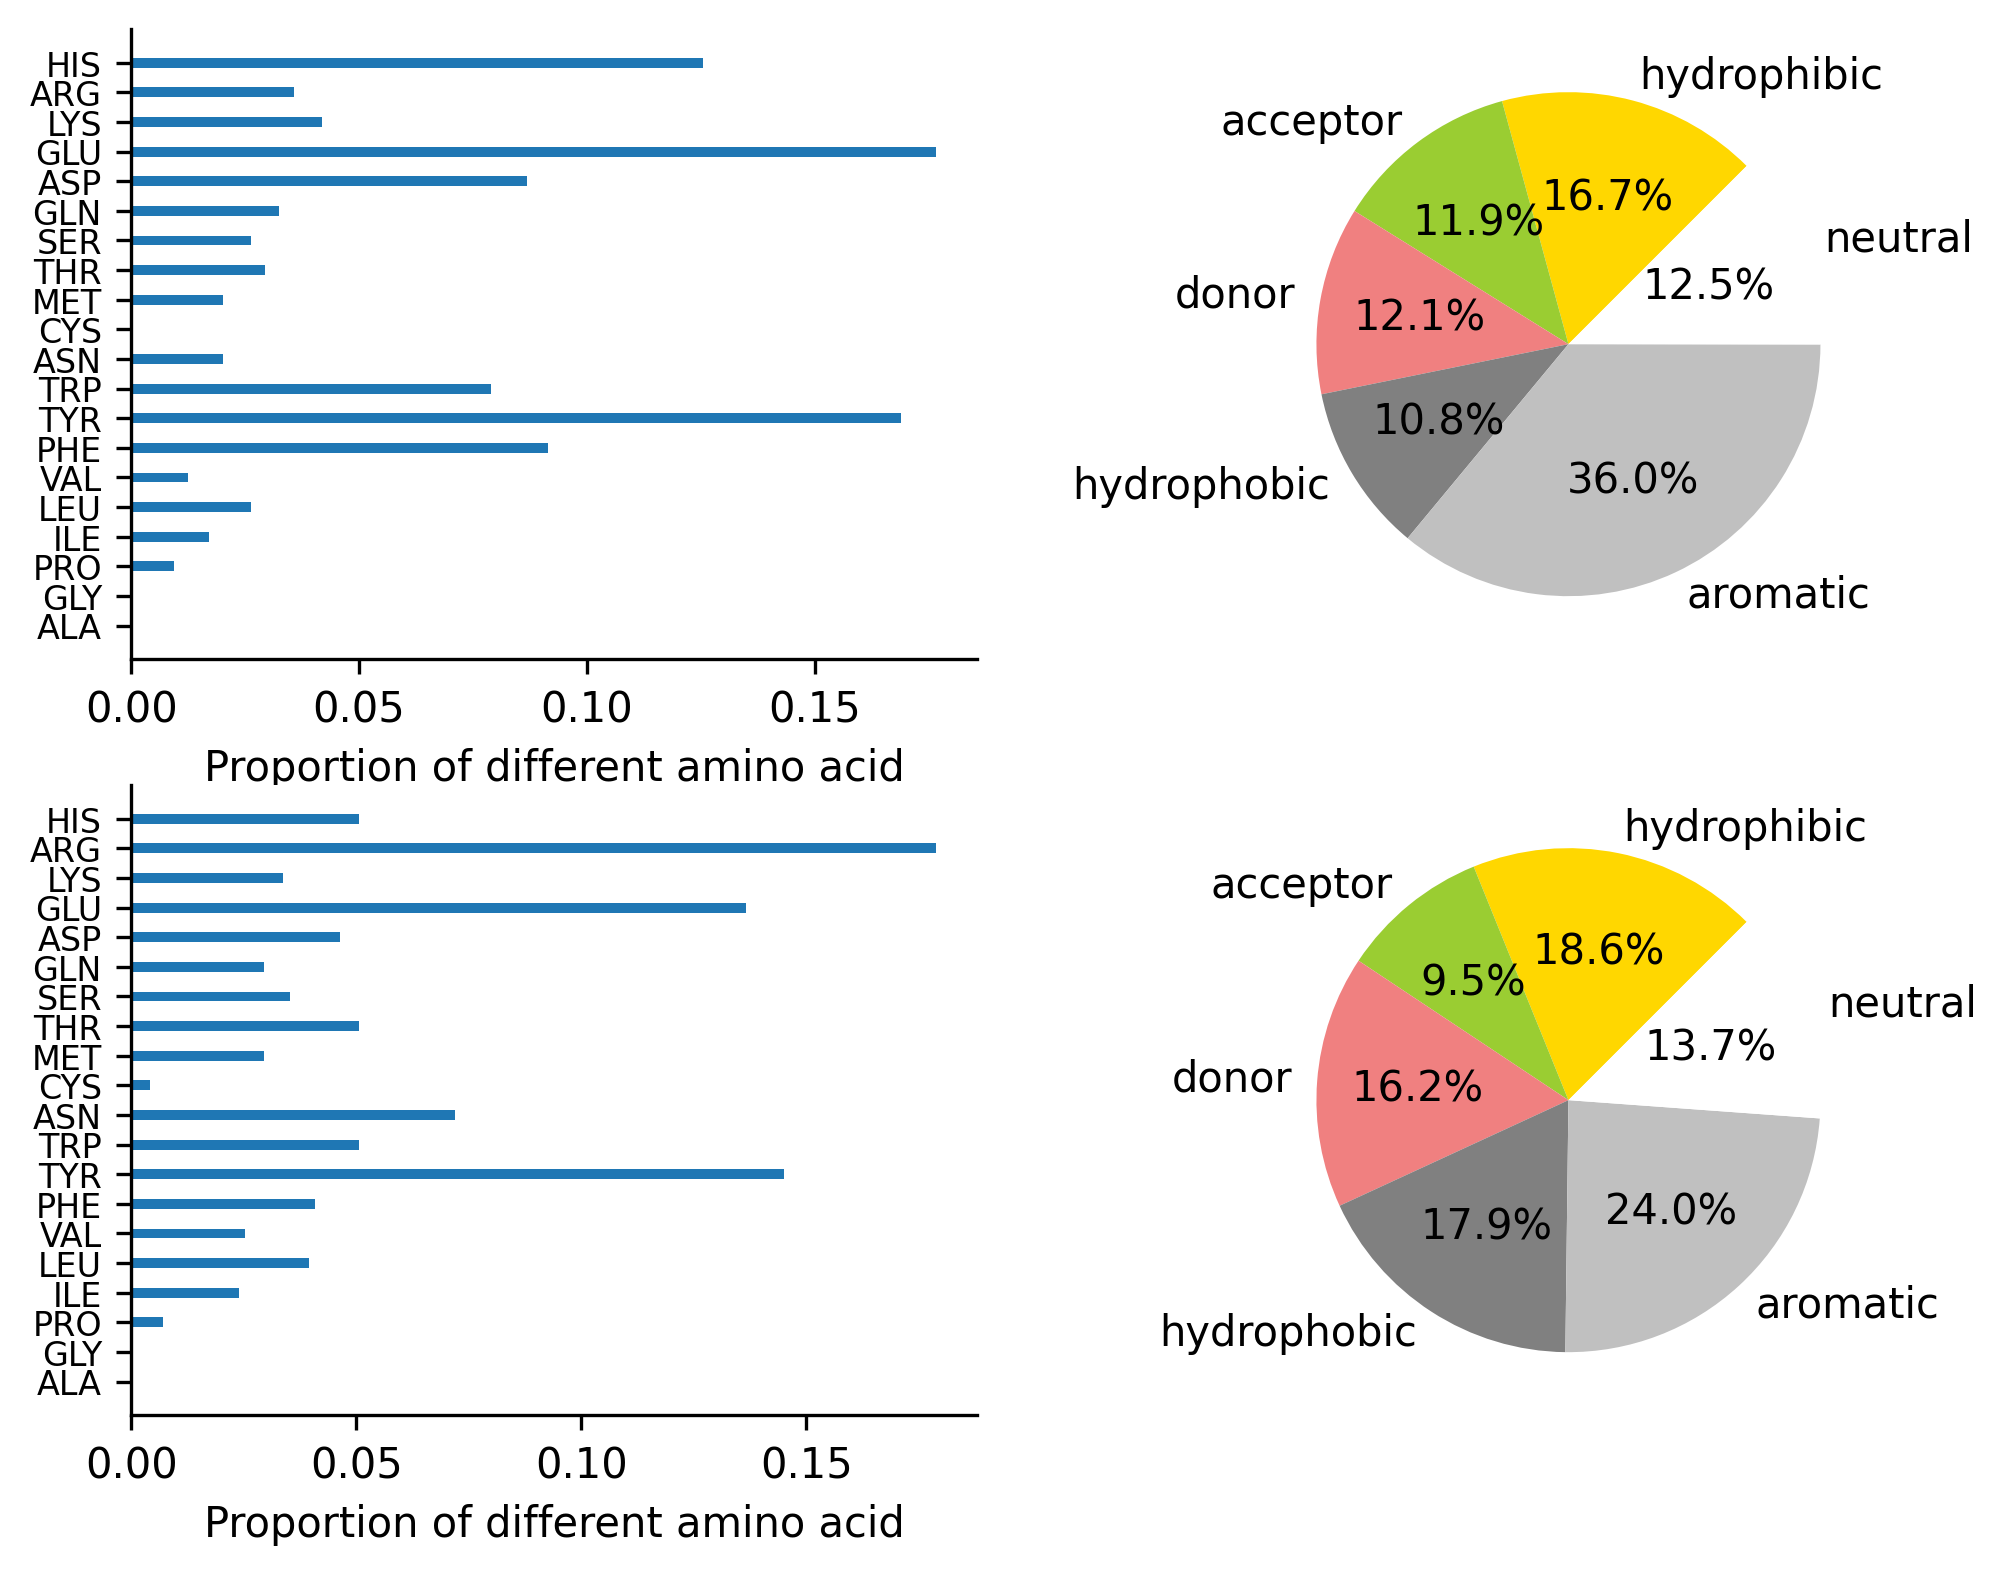 HIS
ARG
LYS
GLU
ASP
GLN
SER
THR
MET
CYS
ASN
TRP
TYR
PHE
VAL
LEU
ILE
PRO
GLY
ALA
0.00 0.05 0.10 0.15
Proportion of different amino acid
hydrophibic
acceptor
16.7%
11.9%
neutral
12.5%
donor
12.1%
10.8%
hydrophobic
36.0%
aromatic
HIS
ARG
LYS
GLU
ASP
GLN
SER
THR
MET
CYS
ASN
TRP
TYR
PHE
VAL
LEU
ILE
PRO
GLY
ALA
0.00 0.05 0.10 0.15
Proportion of different amino acid
hydrophibic
acceptor
18.6%
9.5%
neutral
13.7%
donor
16.2%
17.9%
24.0%
hydrophobic
aromatic